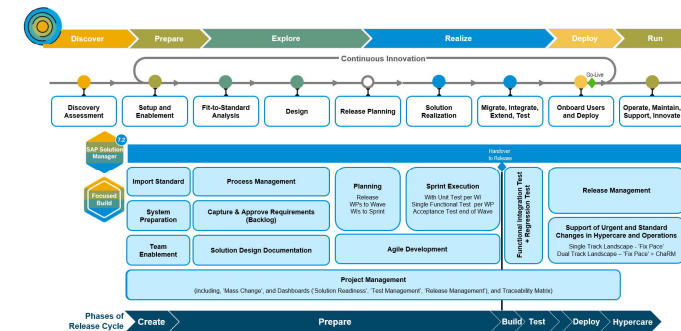 Discover
Prepare
Explore
Realize
Deploy
Run
Continuous Innovation
Go-Live
Discovery
Assessment
Setup and
Enablement
Fit-to-Standard
Analysis
Design
Release Planning
Solution
Realization
Migrate, Integrate,
Extend, Test
Onboard Users
and Deploy
Operate, Maintain,
Support, Innovate
7.2
SAP Solution
Manager
Handover
to Release
Focused
Build
Import Standard
Process Management
Planning
Release
WPs to Wave
WIs to Sprint
Sprint Execution
With Unit Test per WI
Single Functional Test per WP
Acceptance Test end of Wave
Functional Integration Test
+ Regression Test
Release Management
System
Preparation
Capture & Approve Requirements
(Backlog)
Support of Urgent and Standard
Changes in Hypercare and Operations
Single Track Landscape - 'Fix Pace'
Dual Track Landscape – 'Fix Pace' + ChaRM
Team
Enablement
Solution Design Documentation
Agile Development
Project Management
(including, 'Mass Change', and Dashboards ('Solution Readiness', 'Test Management', 'Release Management'), and Traceability Matrix)
Phases of
Release Cycle
Create
Prepare
Build
Test
Deploy
Hypercare